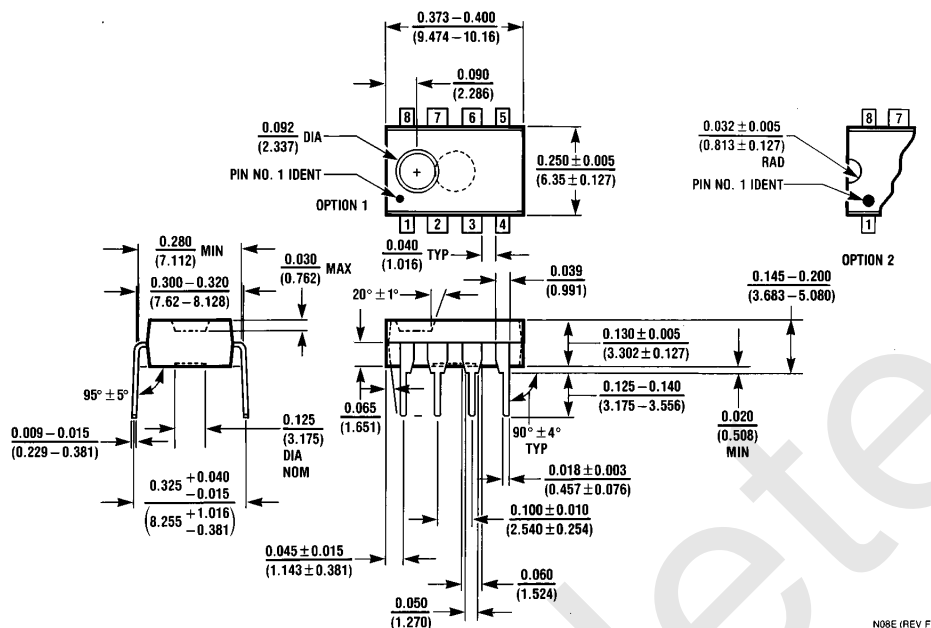 0.373 – 0.400
(9.474 – 10.16)
0.090
(2.286)
8 7 6 5
0.092 DIA
(2.337)
+
PIN NO. 1 IDENT
OPTION 1
1 2 3 4
0.250 ± 0.005
(6.35 ± 0.127)
0.032 ± 0.005
(0.813 ± 0.127)
RAD
PIN NO. 1 IDENT
8 7
1
OPTION 2
0.280 MIN
(7.112)
0.300 – 0.320
(7.62 – 8.128)
0.030 MAX
(0.762)
0.040 TYP
(1.016)
0.039
(0.991)
20° ± 1°
0.145 – 0.200
(3.683 – 5.080)
0.130 ± 0.005
(3.302 ± 0.127)
0.125 – 0.140
(3.175 – 3.556)
0.020
(0.508)
MIN
95° ± 5°
0.009 – 0.015
(0.229 – 0.381)
0.125
(3.175)
DIA
NOM
0.065
(1.651)
90° ± 4°
TYP
0.018 ± 0.003
(0.457 ± 0.076)
0.325 +0.040 −0.015
(8.255 +1.016 −0.381)
0.100 ± 0.010
(2.540 ± 0.254)
0.045 ± 0.015
(1.143 ± 0.381)
0.060
(1.524)
0.050
(1.270)
N08E (REV F
lete